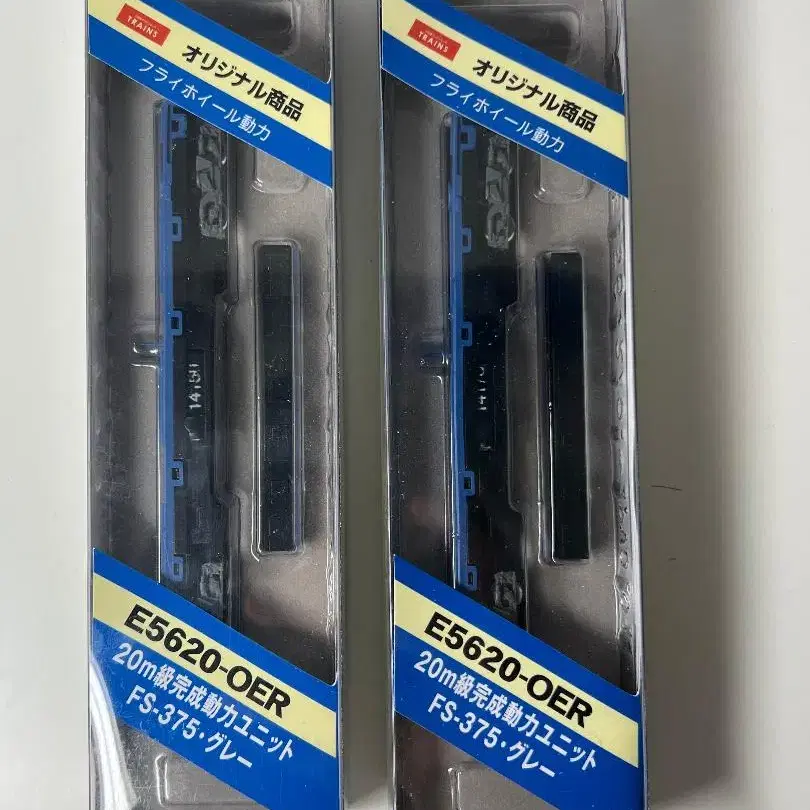 TRAINS
オリジナル商品
フライホイール動力
E5620-OER
20m級完成動力ユニット
FS-375・グレー
TRAINS
オリジナル商品
フライホイール動力
E5620-OER
20m級完成動力ユニット
FS-375・グレー